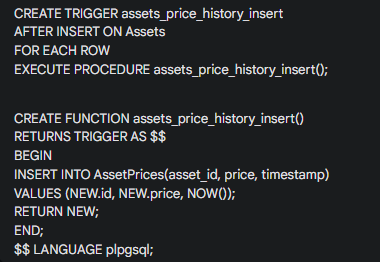 CREATE TRIGGER assets_price_history_insert
AFTER INSERT ON Assets
FOR EACH ROW
EXECUTE PROCEDURE assets_price_history_insert();
CREATE FUNCTION assets_price_history_insert()
RETURNS TRIGGER AS $$
BEGIN
INSERT INTO AssetPrices(asset_id, price, timestamp)
VALUES (NEW.id, NEW.price, NOW());
RETURN NEW;
END;
$$ LANGUAGE plpgsql;